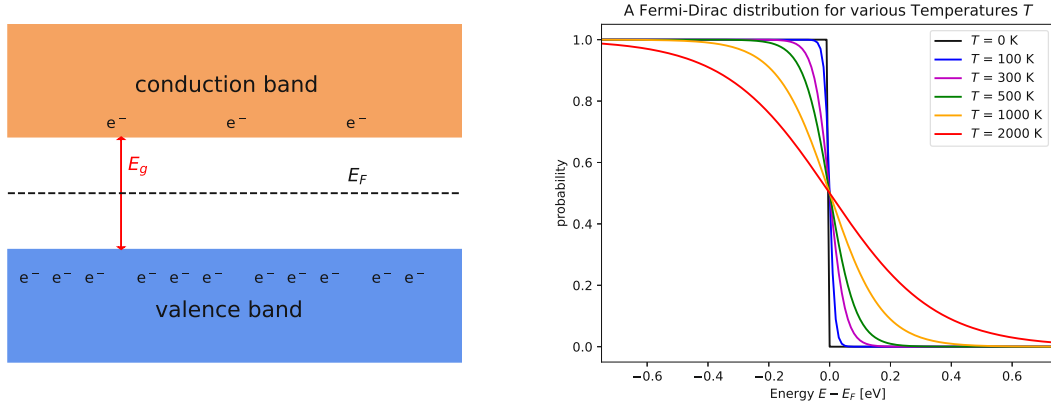 conduction band
e⁻ e⁻ e⁻
E_g
E_F
e⁻ e⁻ e⁻ e⁻ e⁻ e⁻ e⁻ e⁻ e⁻ e⁻ e⁻
valence band
A Fermi-Dirac distribution for various Temperatures T
T = 0 K
T = 100 K
T = 300 K
T = 500 K
T = 1000 K
T = 2000 K
probability
1.0
0.8
0.6
0.4
0.2
0.0
−0.6 −0.4 −0.2 0.0 0.2 0.4 0.6
Energy E − E_F [eV]